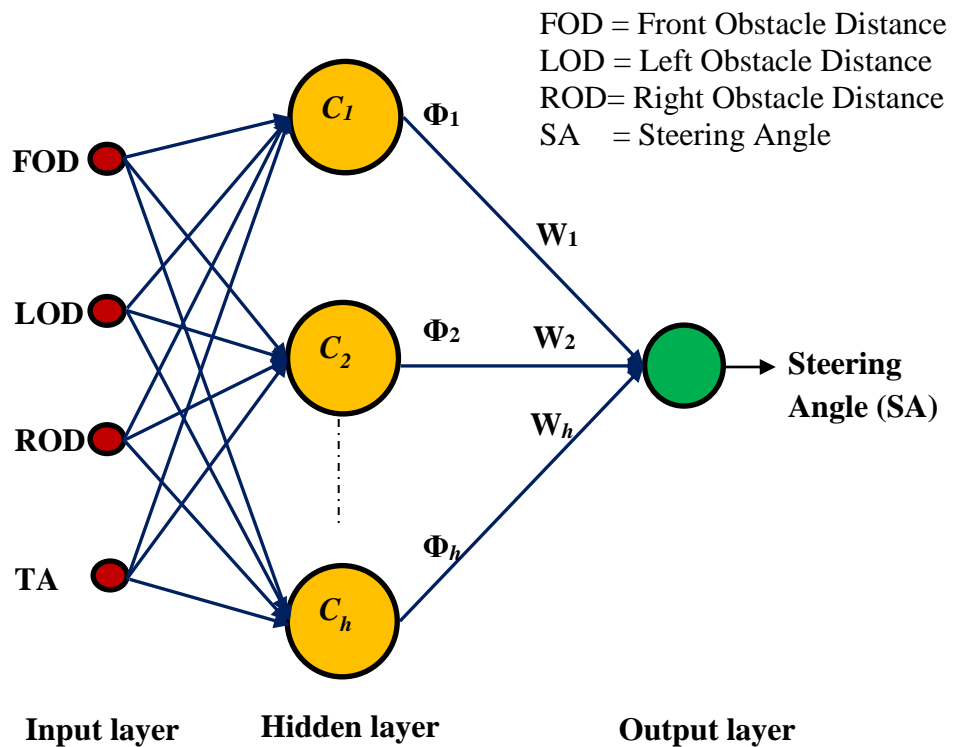 FOD = Front Obstacle Distance
LOD = Left Obstacle Distance
ROD= Right Obstacle Distance
SA = Steering Angle
FOD
LOD
ROD
TA
C1
C2
Ch
Φ1
Φ2
Φh
W1
W2
Wh
Steering
Angle (SA)
Input layer
Hidden layer
Output layer